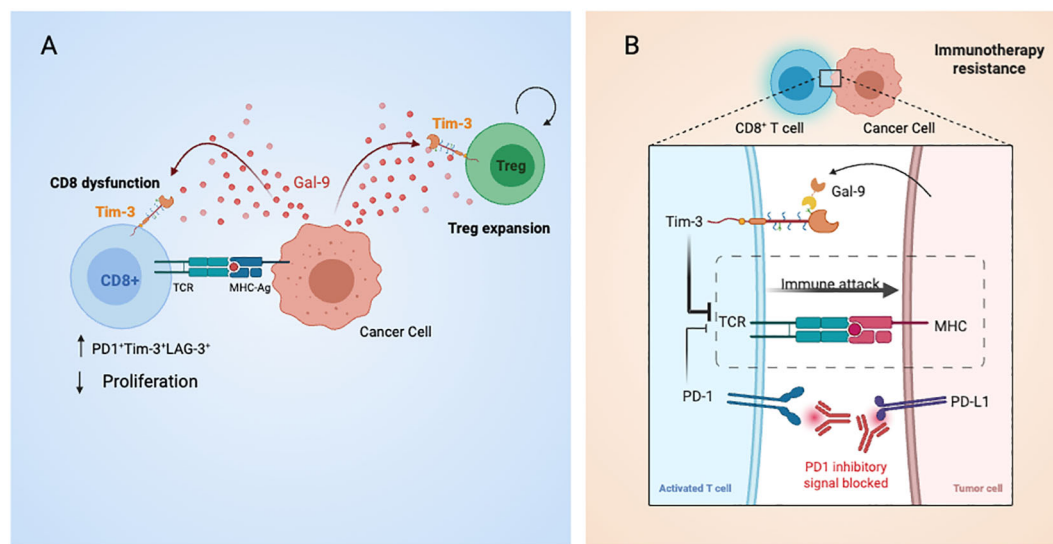 A
Tim-3
Treg
CD8 dysfunction
Gal-9
Tim-3
Treg expansion
CD8+
TCR
MHC-Ag
Cancer Cell
↑ PD1⁺Tim-3⁺LAG-3⁺
↓ Proliferation
B
Immunotherapy
resistance
CD8⁺ T cell
Cancer Cell
Gal-9
Tim-3
Immune attack
TCR
MHC
PD-1
PD-L1
PD1 inhibitory
signal blocked
Activated T cell
Tumor cell